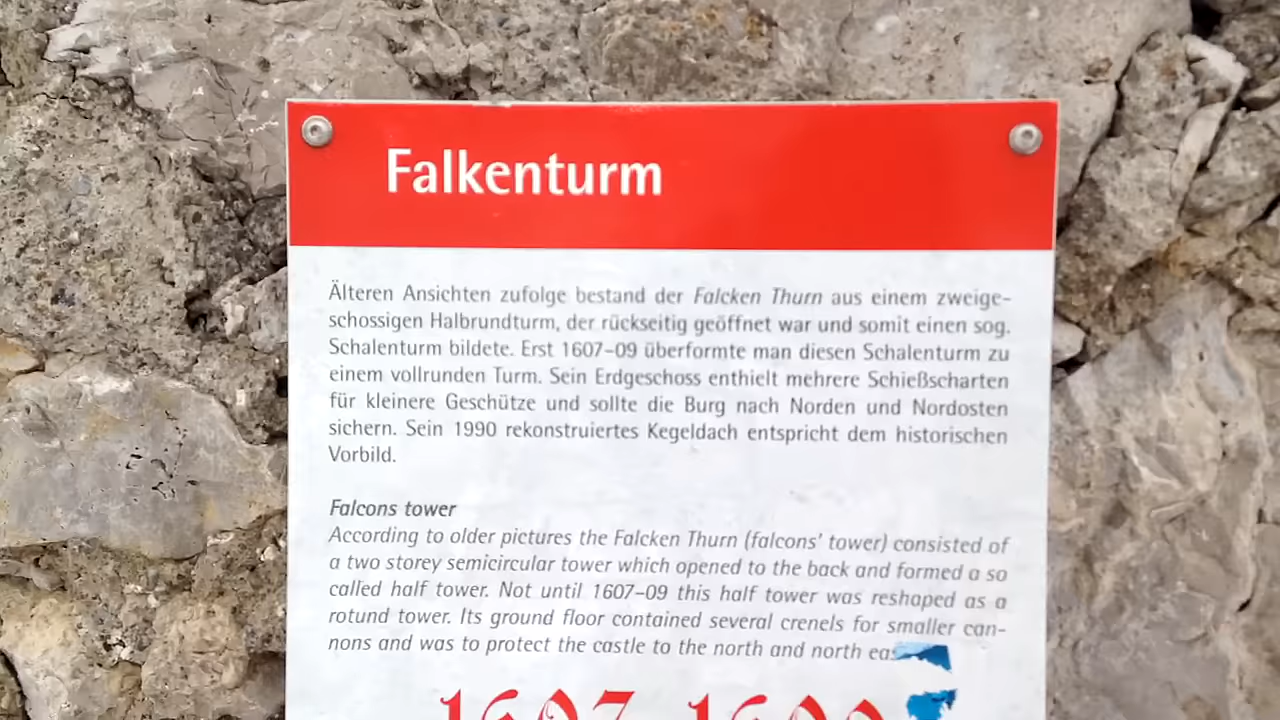 Falkenturm
Älteren Ansichten zufolge bestand der Falcken Thurn aus einem zweige-
schossigen Halbrundturm, der rückseitig geöffnet war und somit einen sog.
Schalenturm bildete. Erst 1607–09 überformte man diesen Schalenturm zu
einem vollrunden Turm. Sein Erdgeschoss enthielt mehrere Schießscharten
für kleinere Geschütze und sollte die Burg nach Norden und Nordosten
sichern. Sein 1990 rekonstruiertes Kegeldach entspricht dem historischen
Vorbild.
Falcons tower
According to older pictures the Falcken Thurn (falcons' tower) consisted of
a two storey semicircular tower which opened to the back and formed a so
called half tower. Not until 1607–09 this half tower was reshaped as a
rotund tower. Its ground floor contained several crenels for smaller can-
nons and was to protect the castle to the north and north eas
1607 1609